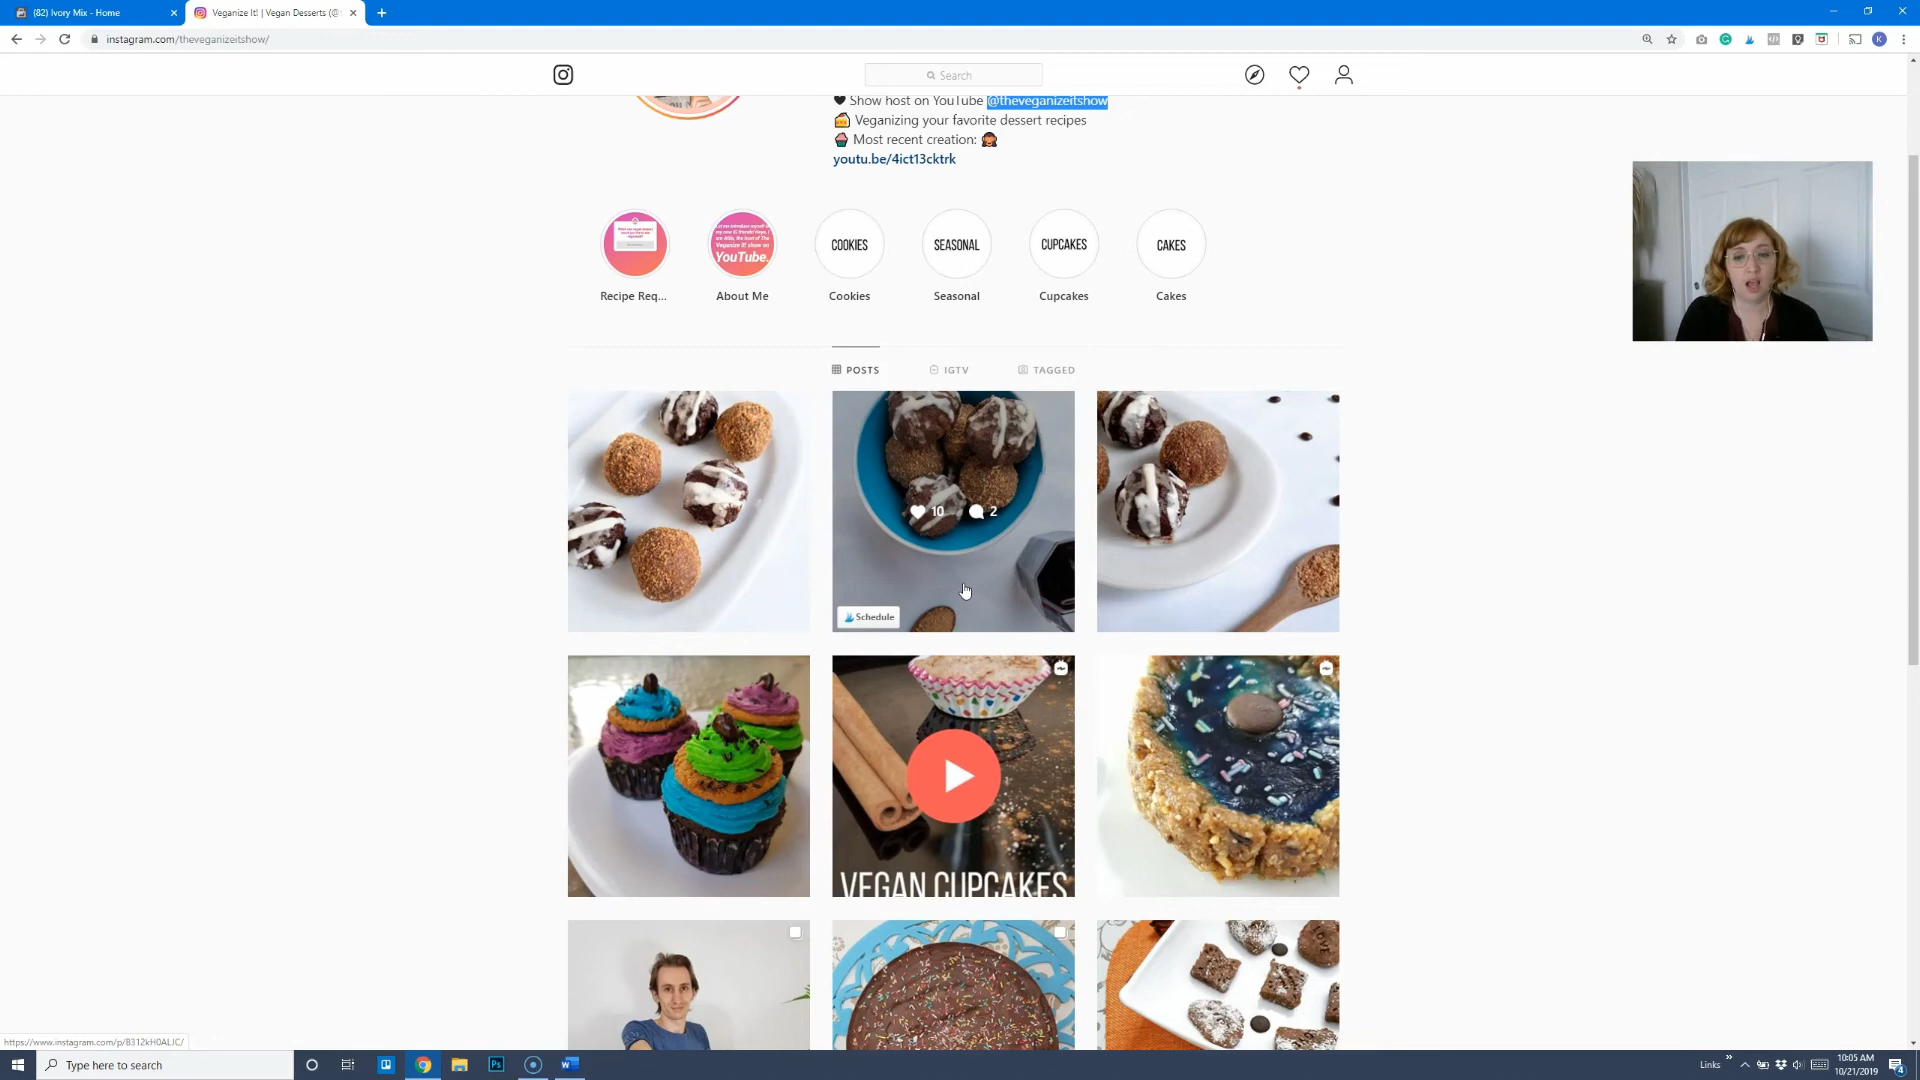 (82) Ivory Mix - Home
Veganize It! | Vegan Desserts (@t
instagram.com/theveganizeitshow/
Search
Show host on YouTube @theveganizeitshow
Veganizing your favorite dessert recipes
Most recent creation:
youtu.be/4ict13cktrk
YouTube.
COOKIES
SEASONAL
CUPCAKES
CAKES
Recipe Req...
About Me
Cookies
Seasonal
Cupcakes
Cakes
POSTS
IGTV
TAGGED
10
2
Schedule
VEGAN CUPCAKES
https://www.instagram.com/p/B312kH0ALJC/
Type here to search
Links
10:05 AM
10/21/2019